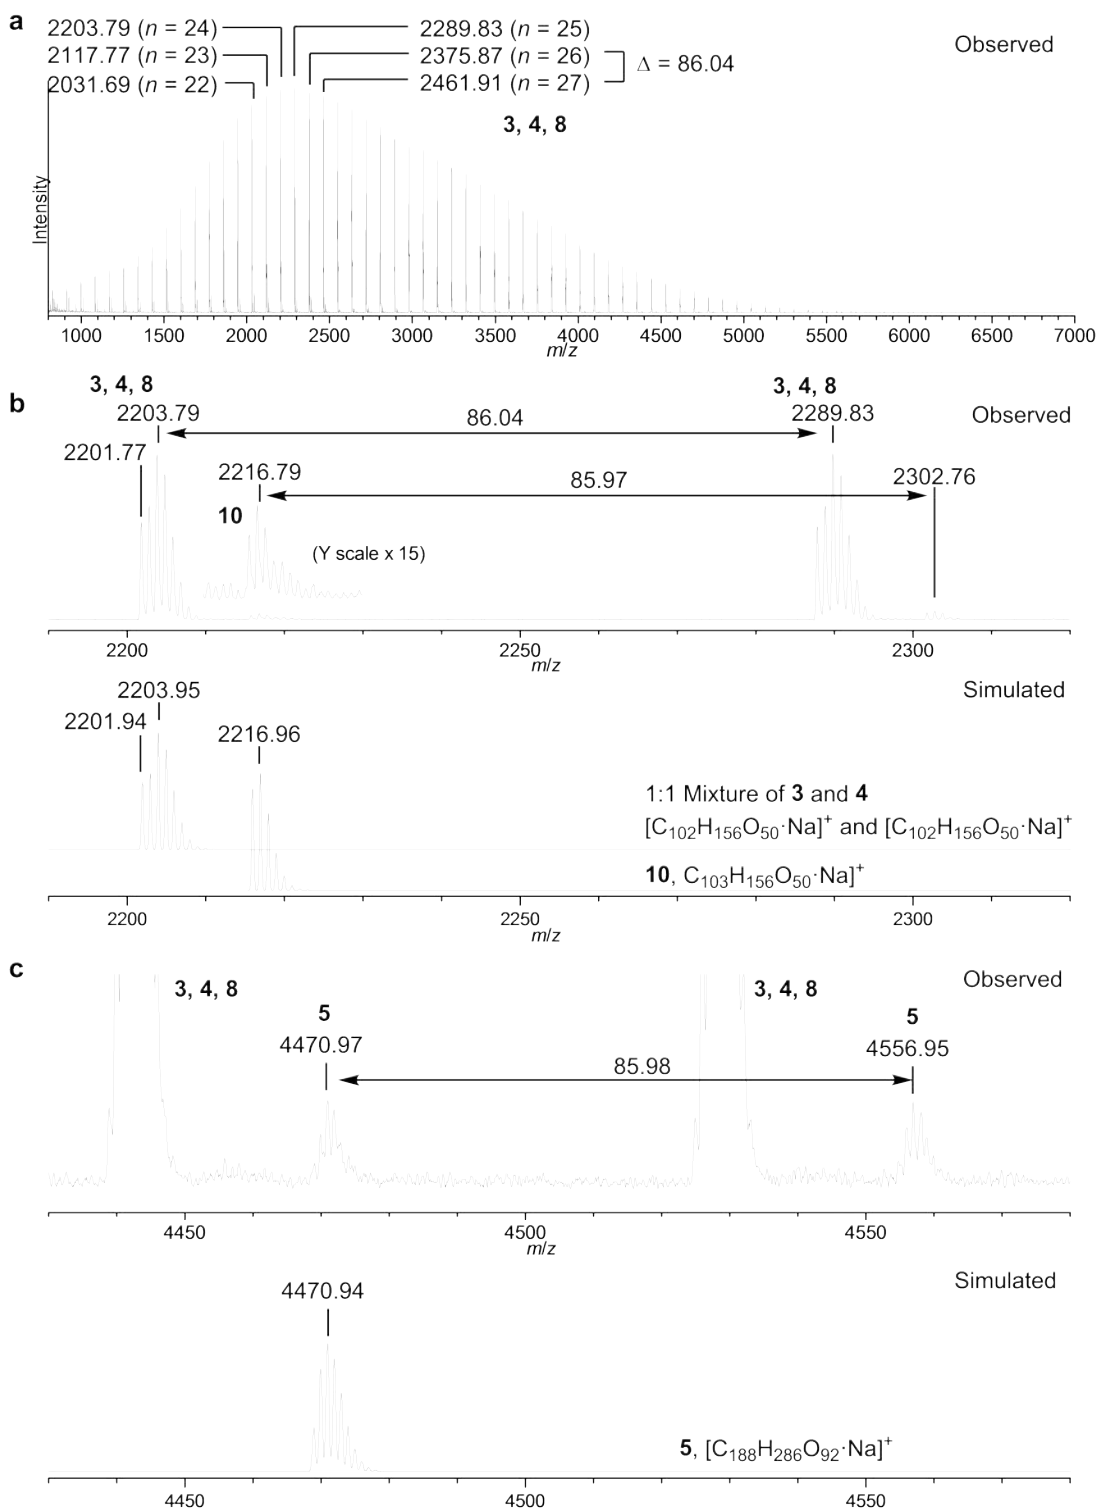 a
2203.79 (n = 24)
2117.77 (n = 23)
2031.69 (n = 22)
2289.83 (n = 25)
2375.87 (n = 26)
2461.91 (n = 27)
Δ = 86.04
Observed
3, 4, 8
Intensity
1000 1500 2000 2500 3000 3500 4000 4500 5000 5500 6000 6500 7000
m/z
b
3, 4, 8
2203.79
2201.77
86.04
3, 4, 8
2289.83
Observed
2216.79
85.97
2302.76
10
(Y scale x 15)
2200 2250 2300
m/z
2203.95
2201.94
2216.96
Simulated
1:1 Mixture of 3 and 4
[C₁₀₂H₁₅₆O₅₀·Na]⁺ and [C₁₀₂H₁₅₆O₅₀·Na]⁺
10, C₁₀₃H₁₅₆O₅₀·Na]⁺
2200 2250 2300
m/z
c
3, 4, 8
5
4470.97
85.98
3, 4, 8
5
4556.95
Observed
4450 4500 4550
m/z
4470.94
Simulated
5, [C₁₈₈H₂₈₆O₉₂·Na]⁺
4450 4500 4550